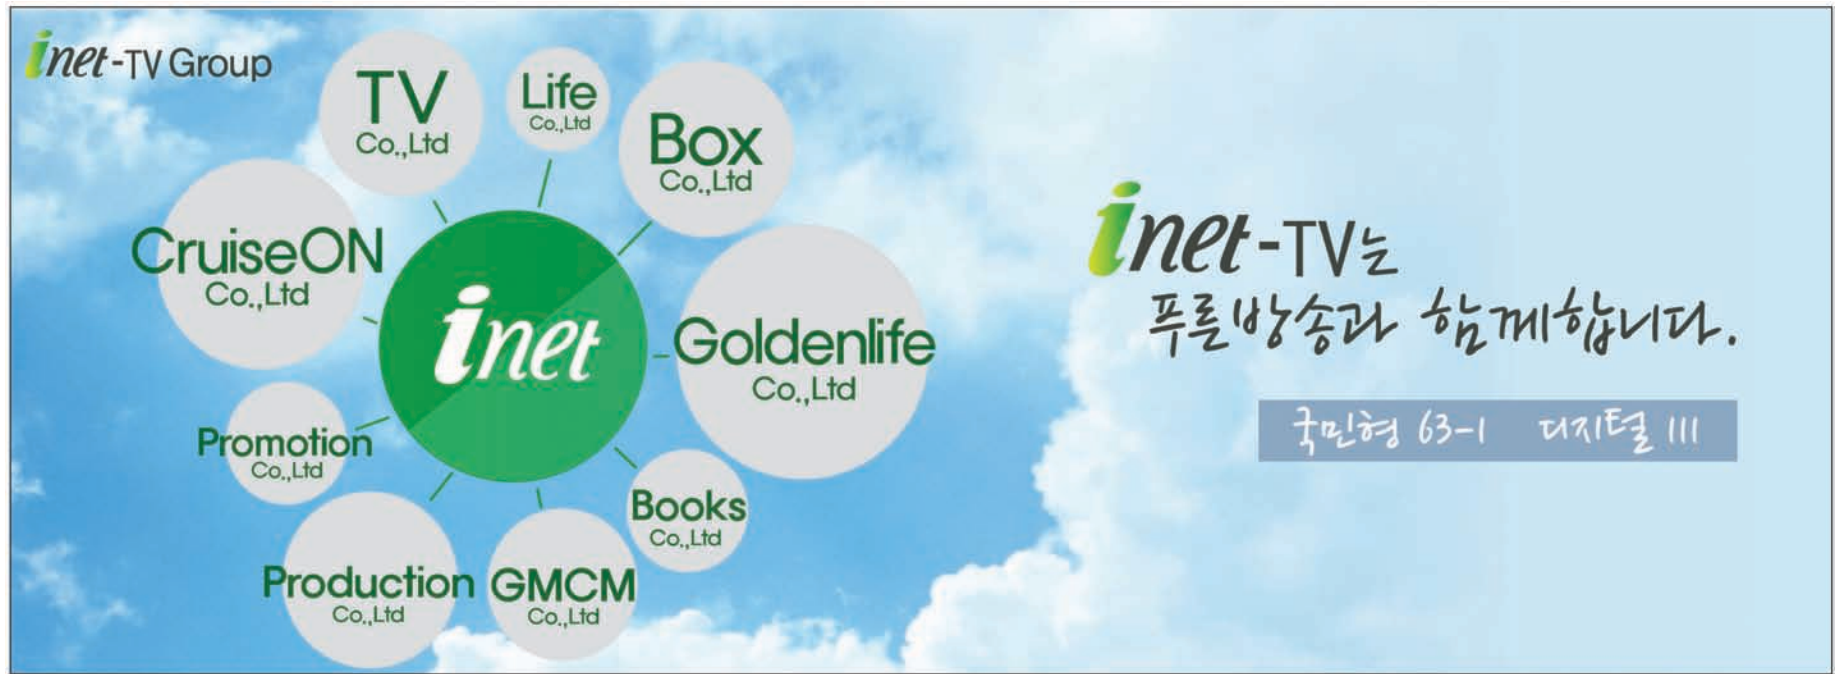 inet-TV Group
TV
Co.,Ltd
Life
Co.,Ltd
Box
Co.,Ltd
CruiseON
Co.,Ltd
inet
Goldenlife
Co.,Ltd
Promotion
Co.,Ltd
Books
Co.,Ltd
Production
Co.,Ltd
GMCM
Co.,Ltd
inet-TV는
푸른방송과 함께합니다.
국민형 63-1 디지털 111